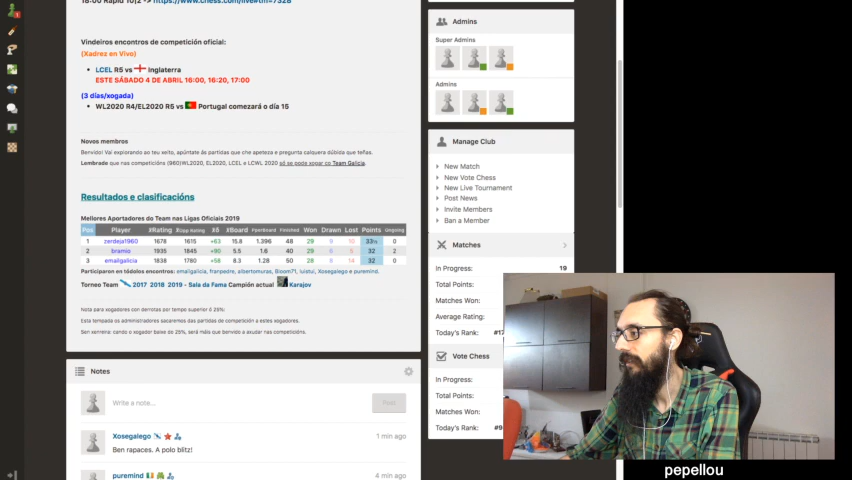 18:00 Rapid 10|2 -> https://www.chess.com/live#tm=7328
Vindeiros encontros de competición oficial:
(Xadrez en Vivo)
LCEL R5 vs Inglaterra
ESTE SÁBADO 4 DE ABRIL 16:00, 16:20, 17:00
(3 días/xogada)
WL2020 R4/EL2020 R5 vs Portugal comezará o día 15
Novos membros
Benvido! Vai explorando ao teu xeito, apúntate ás partidas que che apeteza e pregunta calquera dúbida que teñas.
Lembrade que nas competicións (960)WL2020, EL2020, LCEL e LCWL 2020 só se pode xogar co Team Galicia.
Resultados e clasificacións
Mellores Aportadores do Team nas Ligas Oficiais 2019
Pos Player XRating Xopp Rating Xδ XBoard Finished Won Drawn Lost Points Ongoing
1 zerdeja1960 1678 1615 +63 15.8 1.396 48 29 9 10 33½ 0
2 bramio 1935 1845 +90 5.5 1.6 40 29 6 5 32 2
3 emailgalicia 1838 1780 +58 8.3 1.28 50 28 8 14 32 0
Participaron en tódolos encontros: emailgalicia, franpedre, albertomuras, Bloom71, luistul, Xosegalego e puremind.
Torneo Team 2017 2018 2019 - Sala da Fama Campión actual Karajov
Nota para xogadores con derrotas por tempo superior ó 25%:
Esta tempada os administradores sacaremos das partidas de competición a estes xogadores.
Sen xenreira: cando o xogador baixe do 25%, será máis que benvido a axudar nas competicións.
Notes
Write a note...
Post
Xosegalego
1 min ago
Ben rapaces. A polo blitz!
puremind
4 min ago
Admins
Super Admins
Admins
Manage Club
New Match
New Vote Chess
New Live Tournament
Post News
Invite Members
Ban a Member
Matches
In Progress: 19
Total Points:
Matches Won:
Average Rating:
Today's Rank: #17
Vote Chess
In Progress:
Total Points:
Matches Won:
Today's Rank: #9
pepellou